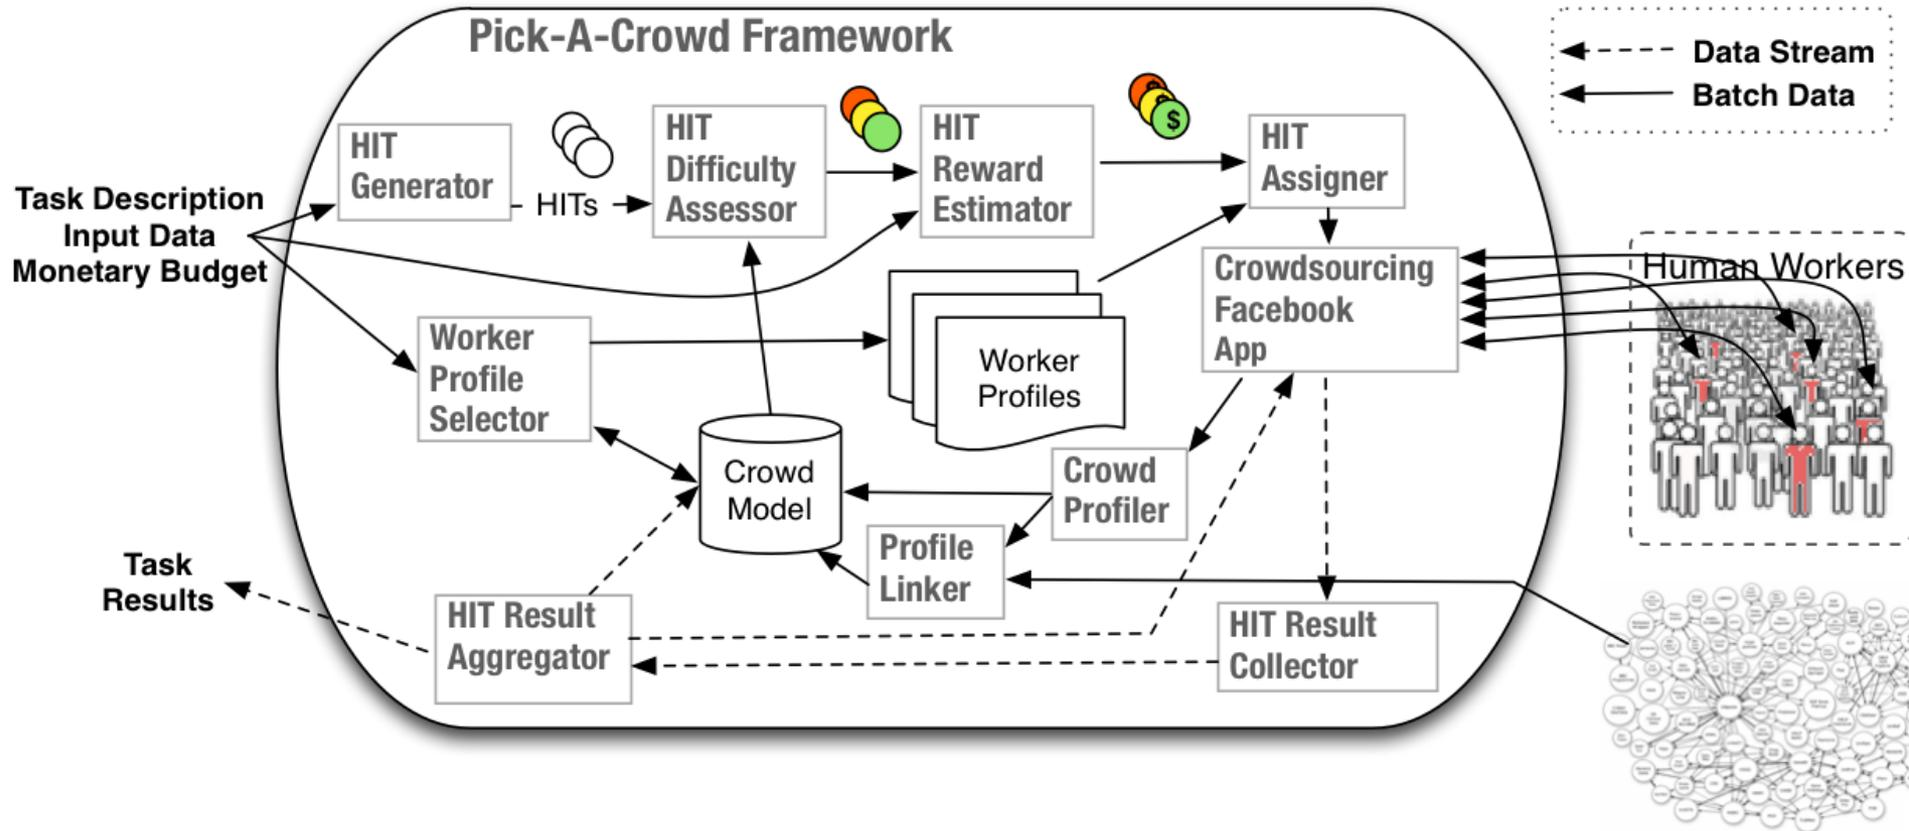 Pick-A-Crowd Framework
Data Stream
Batch Data
HIT
Generator
HITs
HIT
Difficulty
Assessor
HIT
Reward
Estimator
$
HIT
Assigner
Task Description
Input Data
Monetary Budget
Crowdsourcing
Facebook
App
Human Workers
Worker
Profile
Selector
Worker
Profiles
Crowd
Model
Crowd
Profiler
Profile
Linker
Task
Results
HIT Result
Aggregator
HIT Result
Collector